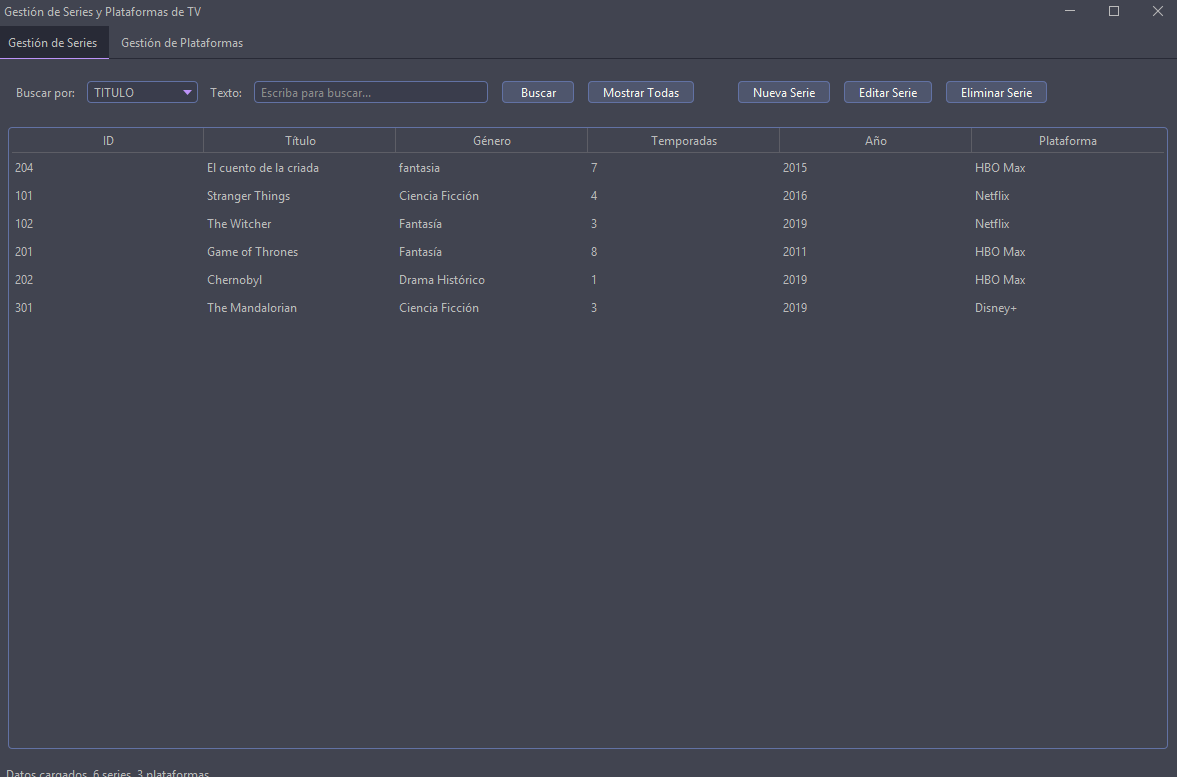 Gestión de Series y Plataformas de TV
Gestión de Series Gestión de Plataformas
Buscar por: TITULO Texto: Escriba para buscar... Buscar Mostrar Todas Nueva Serie Editar Serie Eliminar Serie
ID Título Género Temporadas Año Plataforma
204 El cuento de la criada fantasia 7 2015 HBO Max
101 Stranger Things Ciencia Ficción 4 2016 Netflix
102 The Witcher Fantasía 3 2019 Netflix
201 Game of Thrones Fantasía 8 2011 HBO Max
202 Chernobyl Drama Histórico 1 2019 HBO Max
301 The Mandalorian Ciencia Ficción 3 2019 Disney+
Datos cargados. 6 series, 3 plataformas